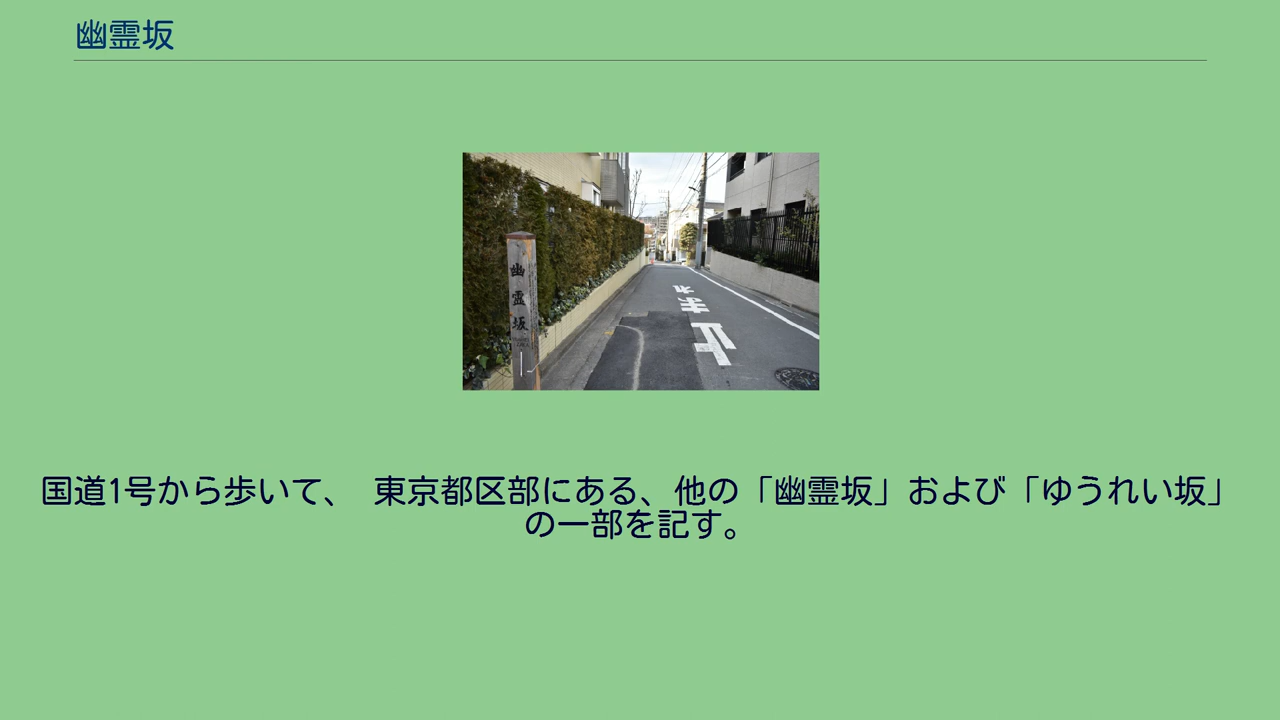 幽霊坂
幽霊坂
止
国道1号から歩いて、 東京都区部にある、他の「幽霊坂」および「ゆうれい坂」
の一部を記す。